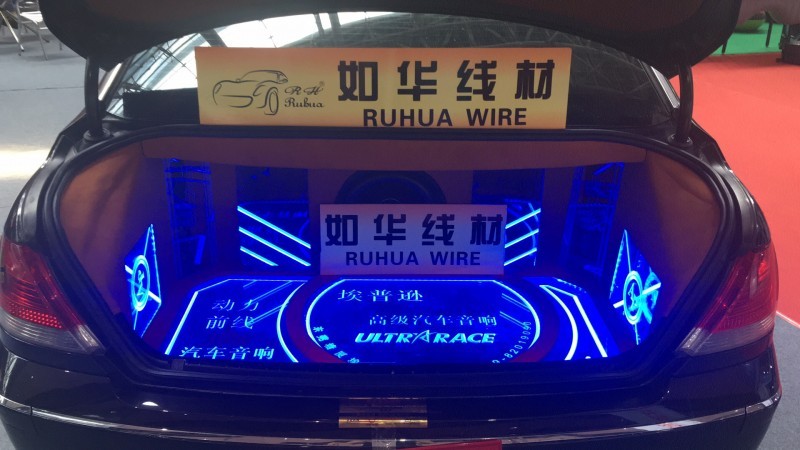 R H ®
Ruhua
如华线材
RUHUA WIRE
如华线材
RUHUA WIRE
动力
前线
汽车音响
埃普逊
高级汽车音响
ULTRARACE
-82019090